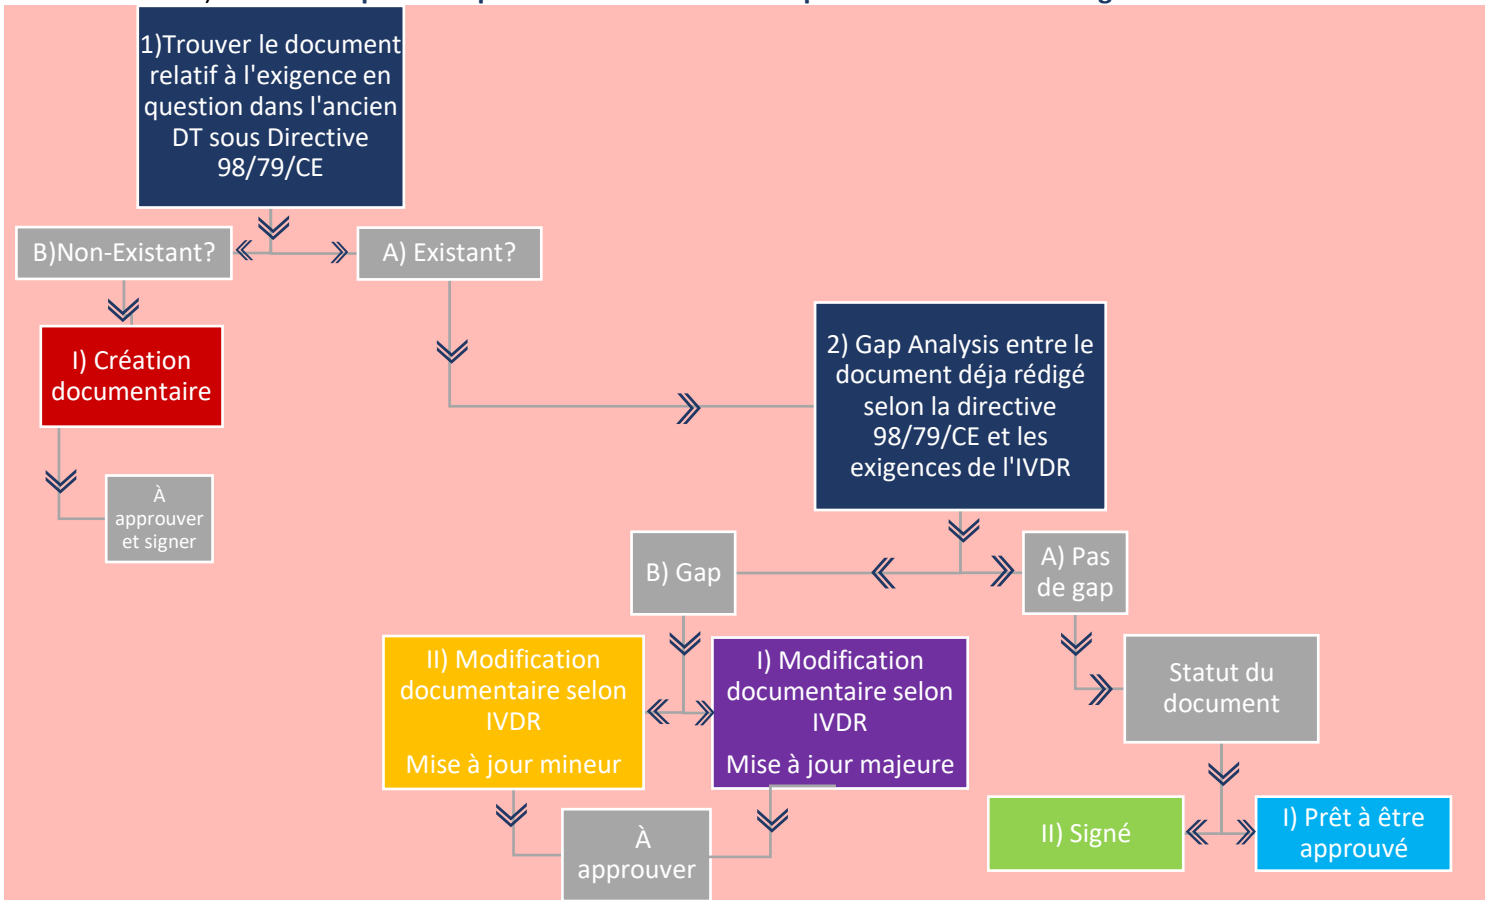 1)Trouver le document
relatif à l'exigence en
question dans l'ancien
DT sous Directive
98/79/CE
B)Non-Existant?
A) Existant?
I) Création
documentaire
À
approuver
et signer
2) Gap Analysis entre le
document déja rédigé
selon la directive
98/79/CE et les
exigences de l'IVDR
B) Gap
A) Pas
de gap
II) Modification
documentaire selon
IVDR
Mise à jour mineur
I) Modification
documentaire selon
IVDR
Mise à jour majeure
Statut du
document
À
approuver
II) Signé
I) Prêt à être
approuvé